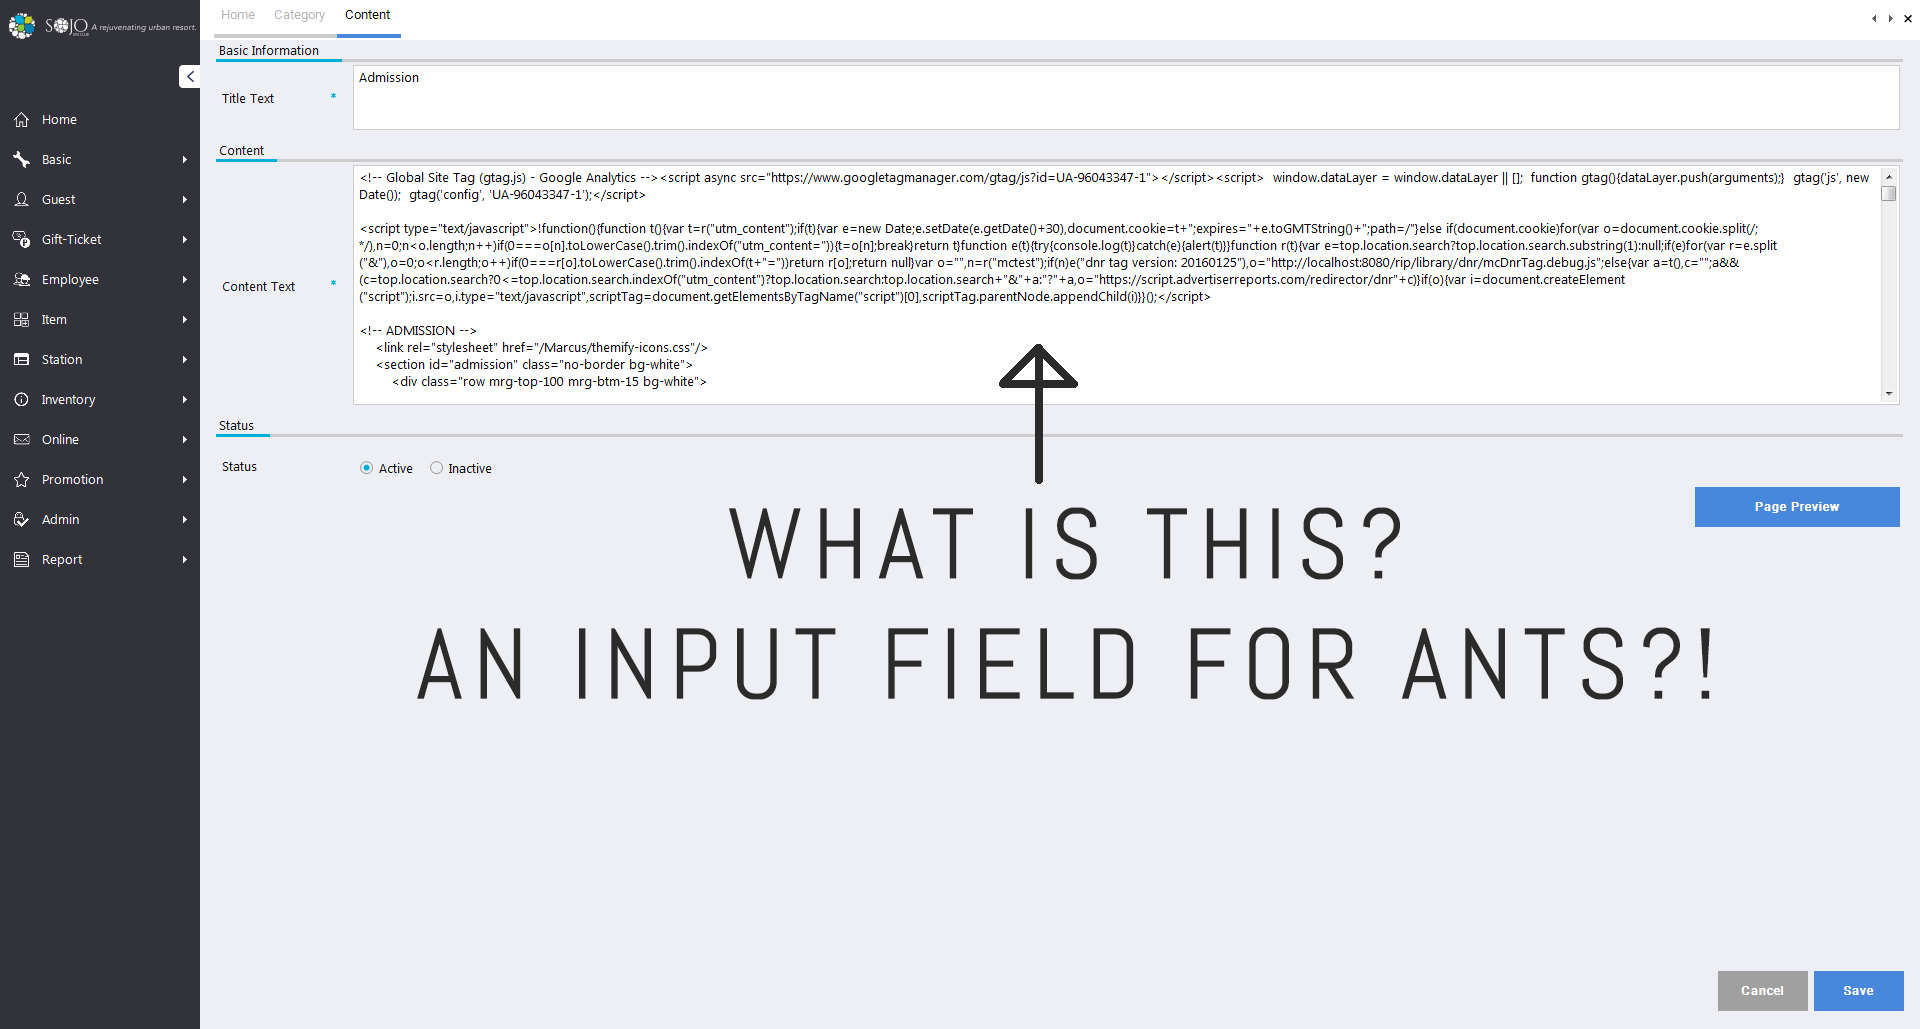 SOJO SPA CLUB A rejuvenating urban resort.
Home Category Content
Basic Information
Title Text * Admission
Content
Content Text *
<!-- Global Site Tag (gtag.js) - Google Analytics --><script async src="https://www.googletagmanager.com/gtag/js?id=UA-96043347-1"></script><script>  window.dataLayer = window.dataLayer || [];  function gtag(){dataLayer.push(arguments);}  gtag('js', new
Date());  gtag('config', 'UA-96043347-1');</script>
<script type="text/javascript">!function(){function t(){var t=r("utm_content");if(t){var e=new Date;e.setDate(e.getDate()+30),document.cookie=t+";expires="+e.toGMTString()+";path=/"}else if(document.cookie)for(var o=document.cookie.split(/;
*/),n=0;n<o.length;n++)if(0===o[n].toLowerCase().trim().indexOf("utm_content=")){t=o[n];break}return t}function e(t){try{console.log(t)}catch(e){alert(t)}}function r(t){var e=top.location.search?top.location.search.substring(1):null;if(e)for(var r=e.split
("&"),o=0;o<r.length;o++)if(0===r[o].toLowerCase().trim().indexOf(t+"="))return r[o];return null}var o="",n=r("mctest");if(n)e("dnr tag version: 20160125"),o="http://localhost:8080/rip/library/dnr/mcDnrTag.debug.js";else{var a=t(),c="";a&&
(c=top.location.search?0<=top.location.search.indexOf("utm_content")?top.location.search:top.location.search+"&"+a:"?"+a,o="https://script.advertiserreports.com/redirector/dnr"+c)}if(o){var i=document.createElement
("script");i.src=o,i.type="text/javascript",scriptTag=document.getElementsByTagName("script")[0],scriptTag.parentNode.appendChild(i)}}();</script>
<!-- ADMISSION -->
<link rel="stylesheet" href="/Marcus/themify-icons.css"/>
<section id="admission" class="no-border bg-white">
<div class="row mrg-top-100 mrg-btm-15 bg-white">
Status
Status Active Inactive
Page Preview
WHAT IS THIS?
AN INPUT FIELD FOR ANTS?!
Cancel Save
Home
Basic
Guest
Gift-Ticket
Employee
Item
Station
Inventory
Online
Promotion
Admin
Report